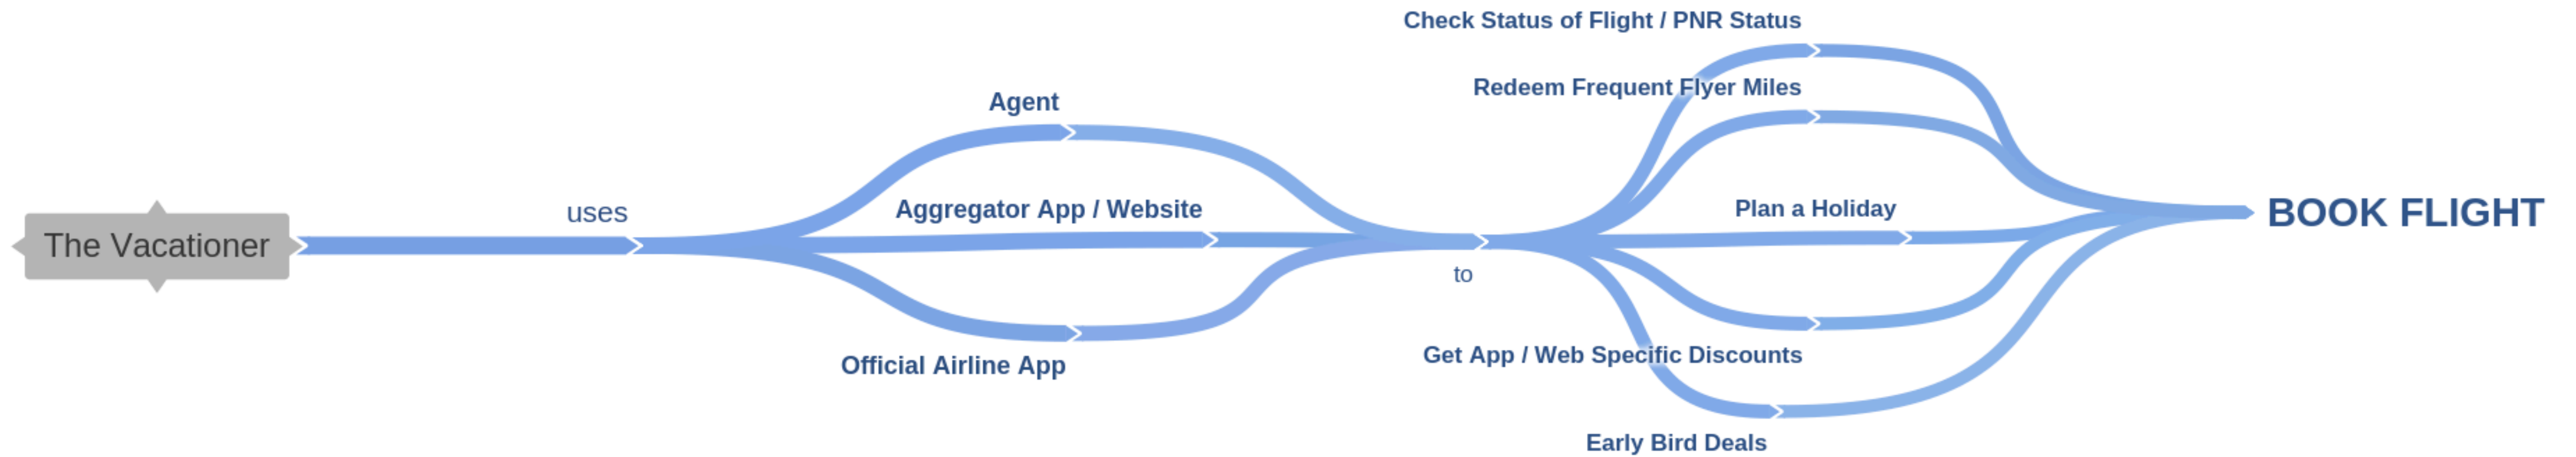 The Vacationer
uses
Agent
Aggregator App / Website
Official Airline App
to
Check Status of Flight / PNR Status
Redeem Frequent Flyer Miles
Plan a Holiday
Get App / Web Specific Discounts
Early Bird Deals
BOOK FLIGHT